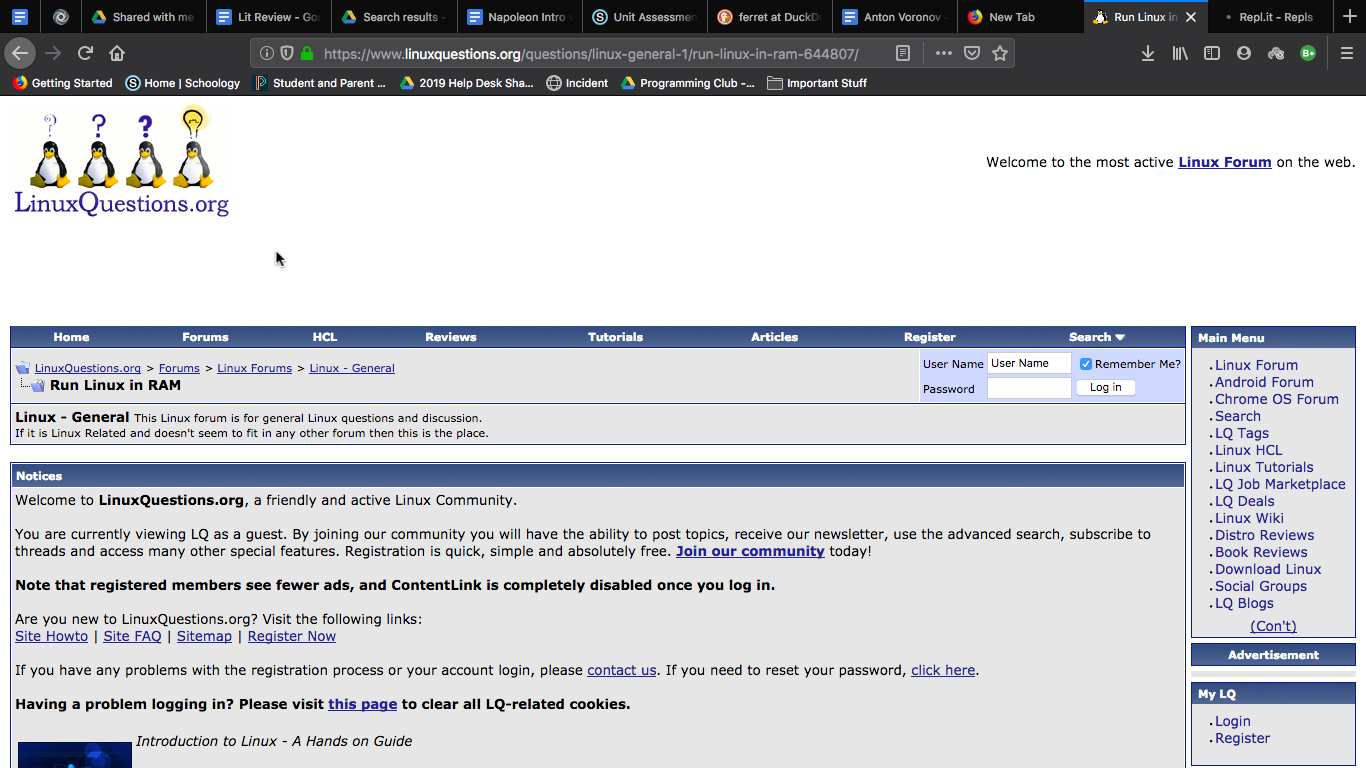 Shared with me
Lit Review - Goo
Search results -
Napoleon Intro
Unit Assessmen
ferret at DuckD
Anton Voronov -
New Tab
Run Linux in
Repl.it - Repls
https://www.linuxquestions.org/questions/linux-general-1/run-linux-in-ram-644807/
B+
Getting Started
Home | Schoology
Student and Parent ...
2019 Help Desk Sha...
Incident
Programming Club -...
Important Stuff
? ? ?
LinuxQuestions.org
Welcome to the most active Linux Forum on the web.
Home Forums HCL Reviews Tutorials Articles Register Search
LinuxQuestions.org > Forums > Linux Forums > Linux - General
Run Linux in RAM
User Name User Name Remember Me?
Password Log in
Linux - General This Linux forum is for general Linux questions and discussion.
If it is Linux Related and doesn't seem to fit in any other forum then this is the place.
Notices
Welcome to LinuxQuestions.org, a friendly and active Linux Community.
You are currently viewing LQ as a guest. By joining our community you will have the ability to post topics, receive our newsletter, use the advanced search, subscribe to
threads and access many other special features. Registration is quick, simple and absolutely free. Join our community today!
Note that registered members see fewer ads, and ContentLink is completely disabled once you log in.
Are you new to LinuxQuestions.org? Visit the following links:
Site Howto | Site FAQ | Sitemap | Register Now
If you have any problems with the registration process or your account login, please contact us. If you need to reset your password, click here.
Having a problem logging in? Please visit this page to clear all LQ-related cookies.
Introduction to Linux - A Hands on Guide
Main Menu
Linux Forum
Android Forum
Chrome OS Forum
Search
LQ Tags
Linux HCL
Linux Tutorials
LQ Job Marketplace
LQ Deals
Linux Wiki
Distro Reviews
Book Reviews
Download Linux
Social Groups
LQ Blogs
(Con't)
Advertisement
My LQ
Login
Register